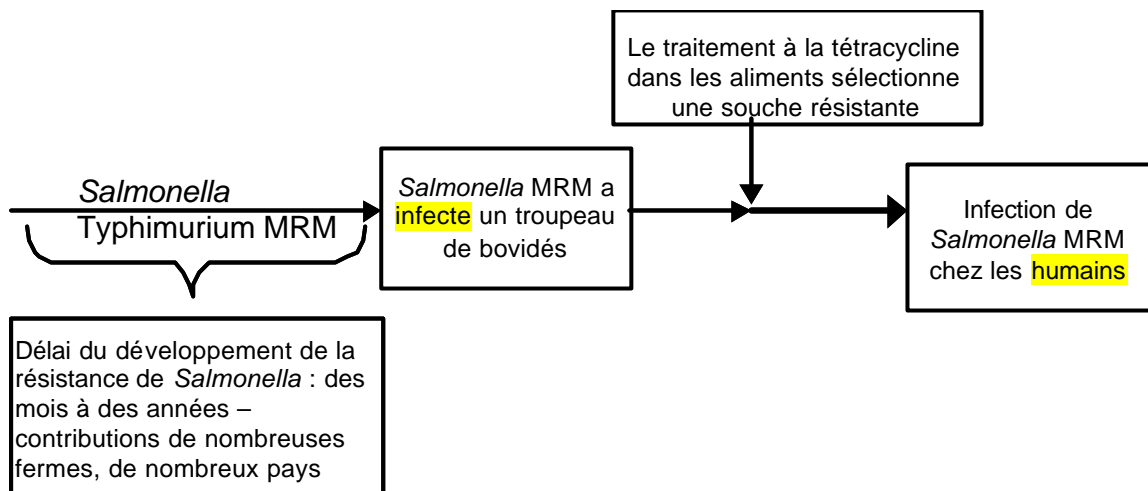 Le traitement à la tétracycline
dans les aliments sélectionne
une souche résistante
Salmonella
Typhimurium MRM
Salmonella MRM a
infecte un troupeau
de bovidés
Infection de
Salmonella MRM
chez les humains
Délai du développement de la
résistance de Salmonella : des
mois à des années –
contributions de nombreuses
fermes, de nombreux pays